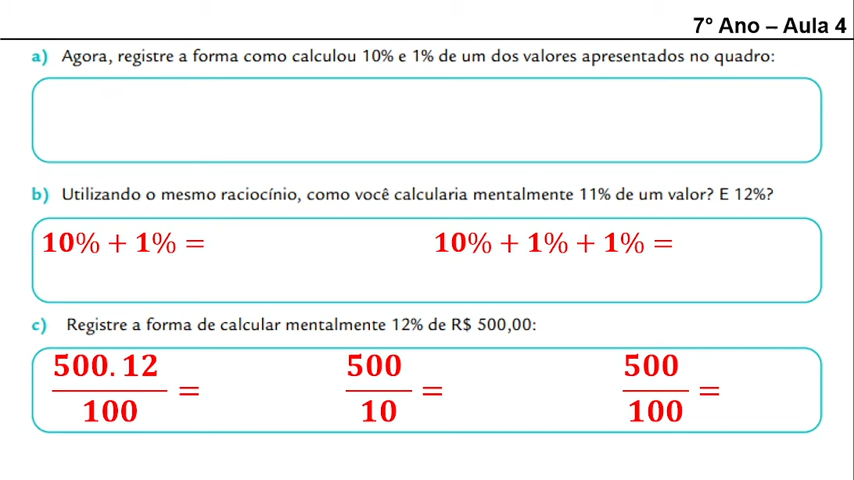 7° Ano – Aula 4
a) Agora, registre a forma como calculou 10% e 1% de um dos valores apresentados no quadro:
b) Utilizando o mesmo raciocínio, como você calcularia mentalmente 11% de um valor? E 12%?
10% + 1% = 10% + 1% + 1% =
c) Registre a forma de calcular mentalmente 12% de R$ 500,00:
500. 12 500 500
= = =
100 10 100